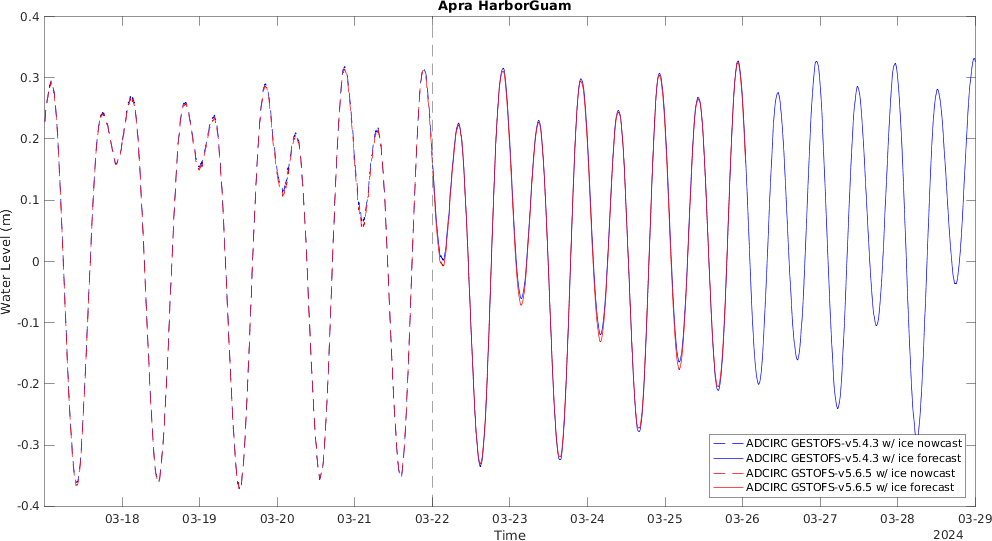 Apra HarborGuam
0.4
0.3
0.2
0.1
0
-0.1
-0.2
-0.3
-0.4
Water Level (m)
ADCIRC GESTOFS-v5.4.3 w/ ice nowcast
ADCIRC GESTOFS-v5.4.3 w/ ice forecast
ADCIRC GSTOFS-v5.6.5 w/ ice nowcast
ADCIRC GSTOFS-v5.6.5 w/ ice forecast
03-18 03-19 03-20 03-21 03-22 03-23 03-24 03-25 03-26 03-27 03-28 03-29
Time
2024